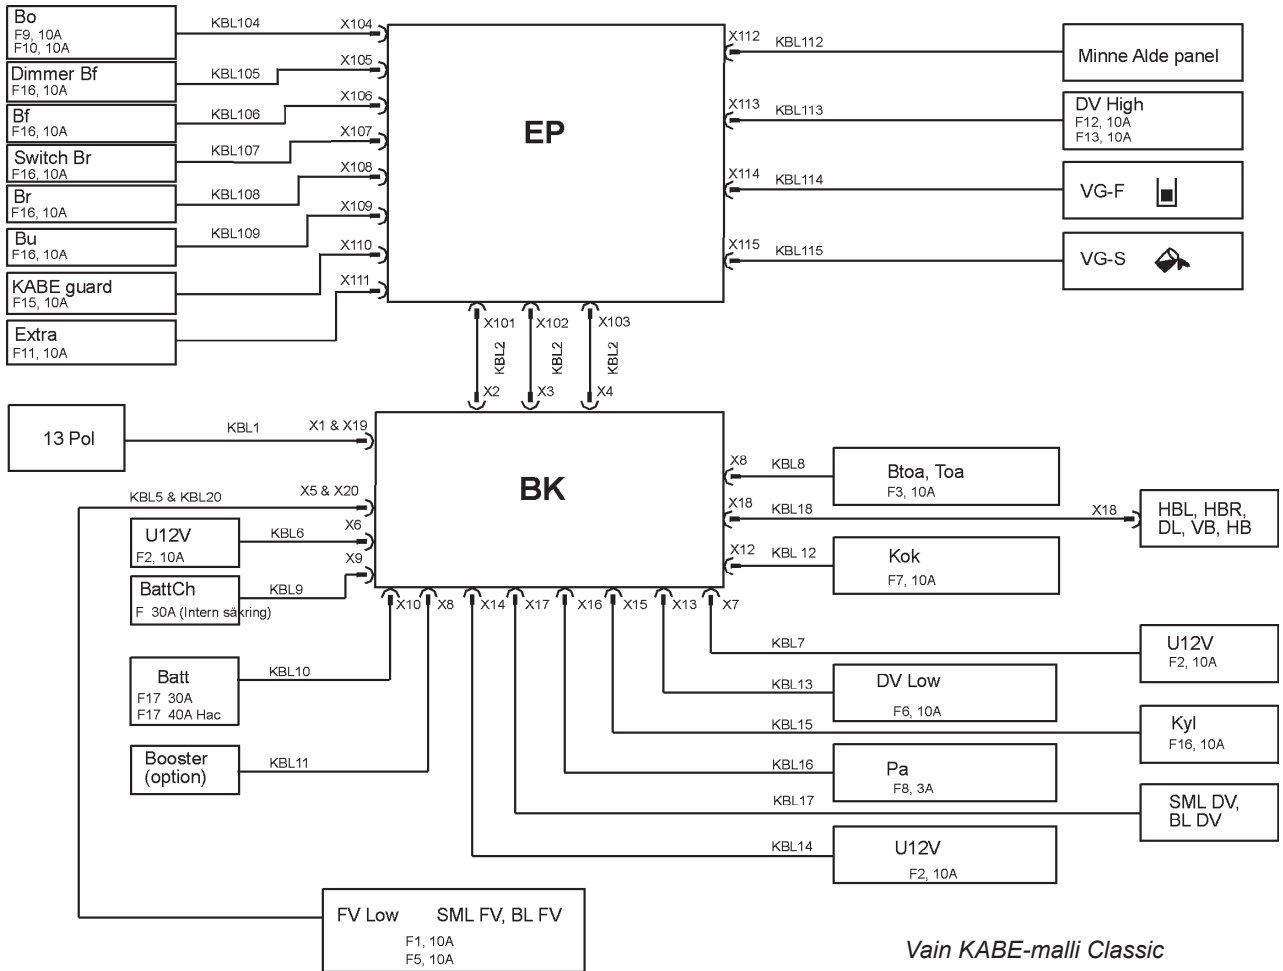 Bo
F9, 10A
F10, 10A
KBL104
X104
Dimmer Bf
F16, 10A
KBL105
X105
Bf
F16, 10A
KBL106
X106
Switch Br
F16, 10A
KBL107
X107
Br
F16, 10A
KBL108
X108
Bu
F16, 10A
KBL109
X109
KABE guard
F15, 10A
X110
Extra
F11, 10A
X111
EP
X112
KBL112
Minne Alde panel
X113
KBL113
DV High
F12, 10A
F13, 10A
X114
KBL114
VG-F
X115
KBL115
VG-S
X101
X102
X103
KBL2
KBL2
KBL2
X2
X3
X4
13 Pol
KBL1
X1 & X19
BK
KBL5 & KBL20
X5 & X20
U12V
F2, 10A
KBL6
X6
BattCh
F 30A (Intern säkring)
KBL9
X9
X8
KBL8
Btoa, Toa
F3, 10A
X18
KBL18
X18
HBL, HBR,
DL, VB, HB
X12
KBL 12
Kok
F7, 10A
X10
X8
X14
X17
X16
X15
X13
X7
Batt
F17 30A
F17 40A Hac
KBL10
Booster
(option)
KBL11
KBL7
U12V
F2, 10A
KBL13
DV Low
F6, 10A
KBL15
Kyl
F16, 10A
KBL16
Pa
F8, 3A
KBL17
SML DV,
BL DV
KBL14
U12V
F2, 10A
FV Low SML FV, BL FV
F1, 10A
F5, 10A
Vain KABE-malli Classic